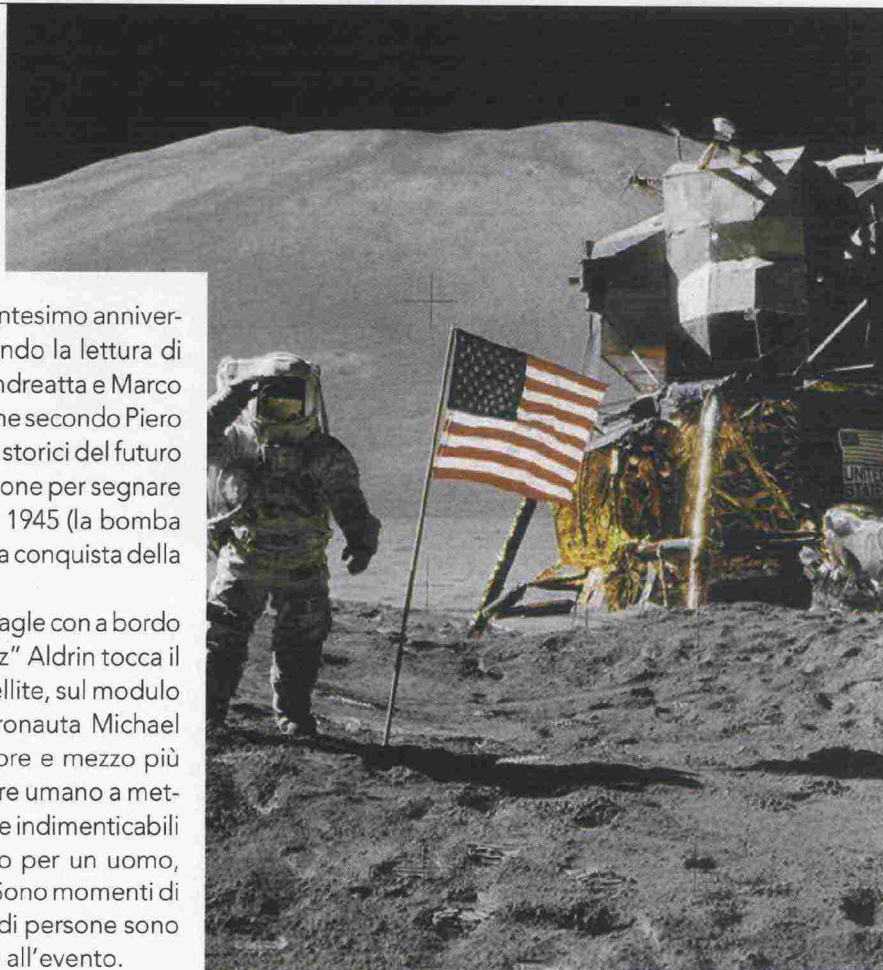 ntesimo anniver-
ndo la lettura di
ndreatta e Marco
ne secondo Piero
storici del futuro
one per segnare
1945 (la bomba
a conquista della
agle con a bordo
z” Aldrin tocca il
ellite, sul modulo
ronauta Michael
ore e mezzo più
re umano a met-
e indimenticabili
o per un uomo,
Sono momenti di
di persone sono
all’evento.
UNITED
STATES